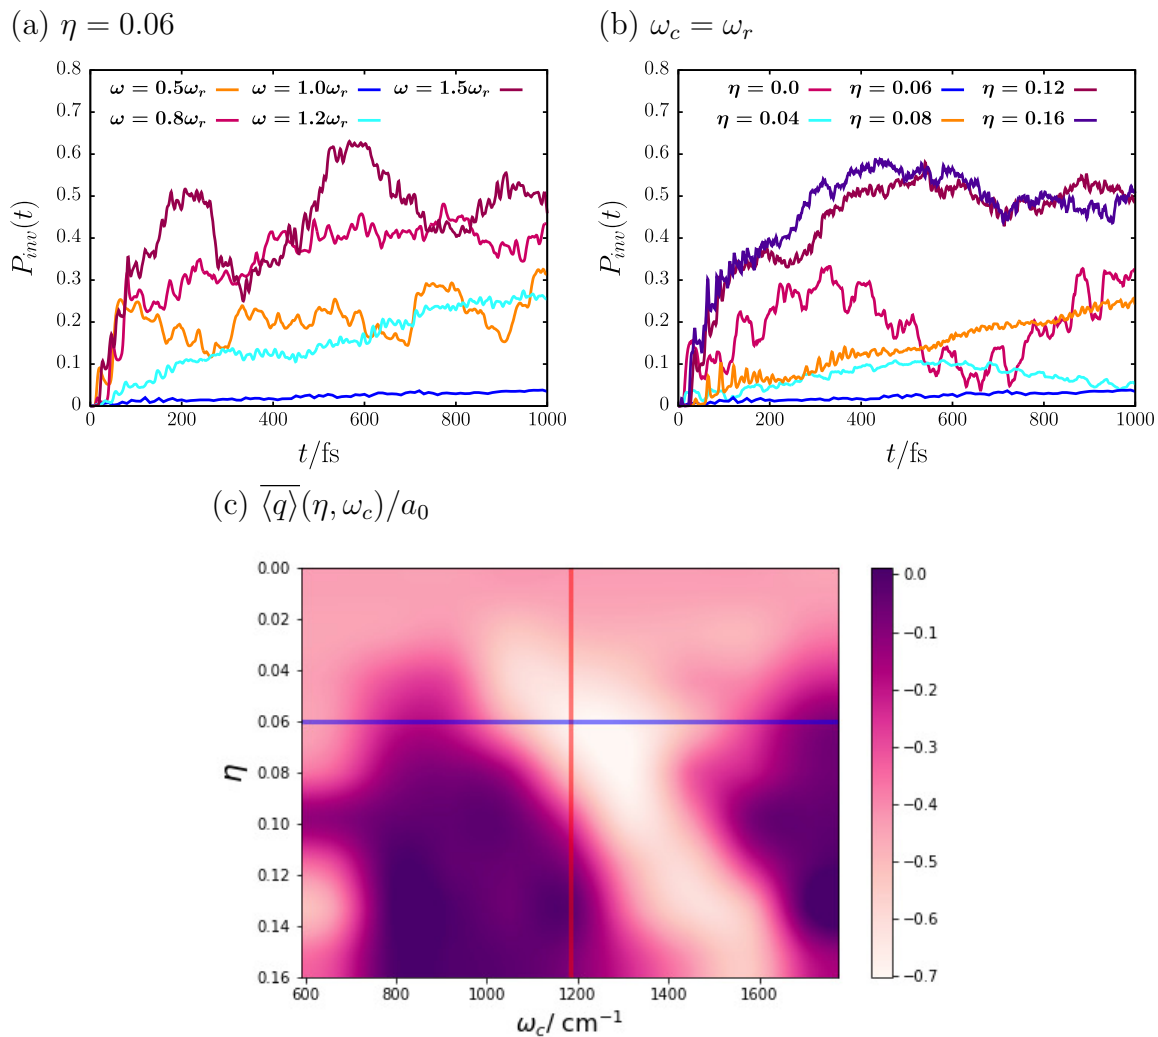 (a) η = 0.06
(b) ω_c = ω_r
0.8
0.7
0.6
0.5
0.4
0.3
0.2
0.1
0
P_inv(t)
ω = 0.5ω_r ω = 1.0ω_r ω = 1.5ω_r
ω = 0.8ω_r ω = 1.2ω_r
0 200 400 600 800 1000
t/fs
0.8
0.7
0.6
0.5
0.4
0.3
0.2
0.1
0
P_inv(t)
η = 0.0 η = 0.06 η = 0.12
η = 0.04 η = 0.08 η = 0.16
0 200 400 600 800 1000
t/fs
(c) \overline{⟨q⟩}(η, ω_c)/a_0
0.00
0.02
0.04
0.06
0.08
0.10
0.12
0.14
0.16
η
600 800 1000 1200 1400 1600
ω_c/ cm⁻¹
0.0
−0.1
−0.2
−0.3
−0.4
−0.5
−0.6
−0.7